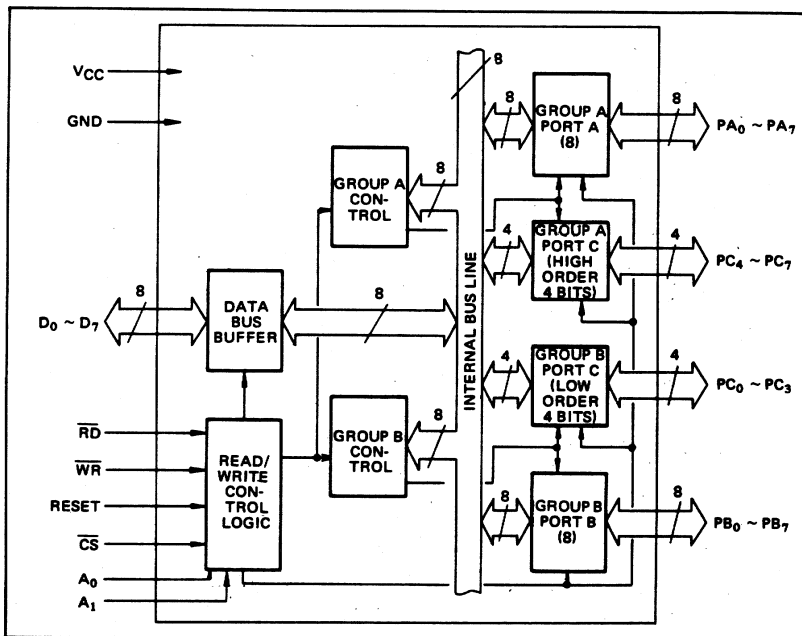 VCC
GND
8
8
GROUP A
PORT A
(8)
8
PA0 ~ PA7
GROUP A
CON-
TROL
8
INTERNAL BUS LINE
4
GROUP A
PORT C
(HIGH
ORDER
4 BITS)
4
PC4 ~ PC7
D0 ~ D7
8
DATA
BUS
BUFFER
8
4
GROUP B
PORT C
(LOW
ORDER
4 BITS)
4
PC0 ~ PC3
RD
WR
RESET
CS
A0
A1
READ/
WRITE
CON-
TROL
LOGIC
GROUP B
CON-
TROL
8
8
GROUP B
PORT B
(8)
8
PB0 ~ PB7